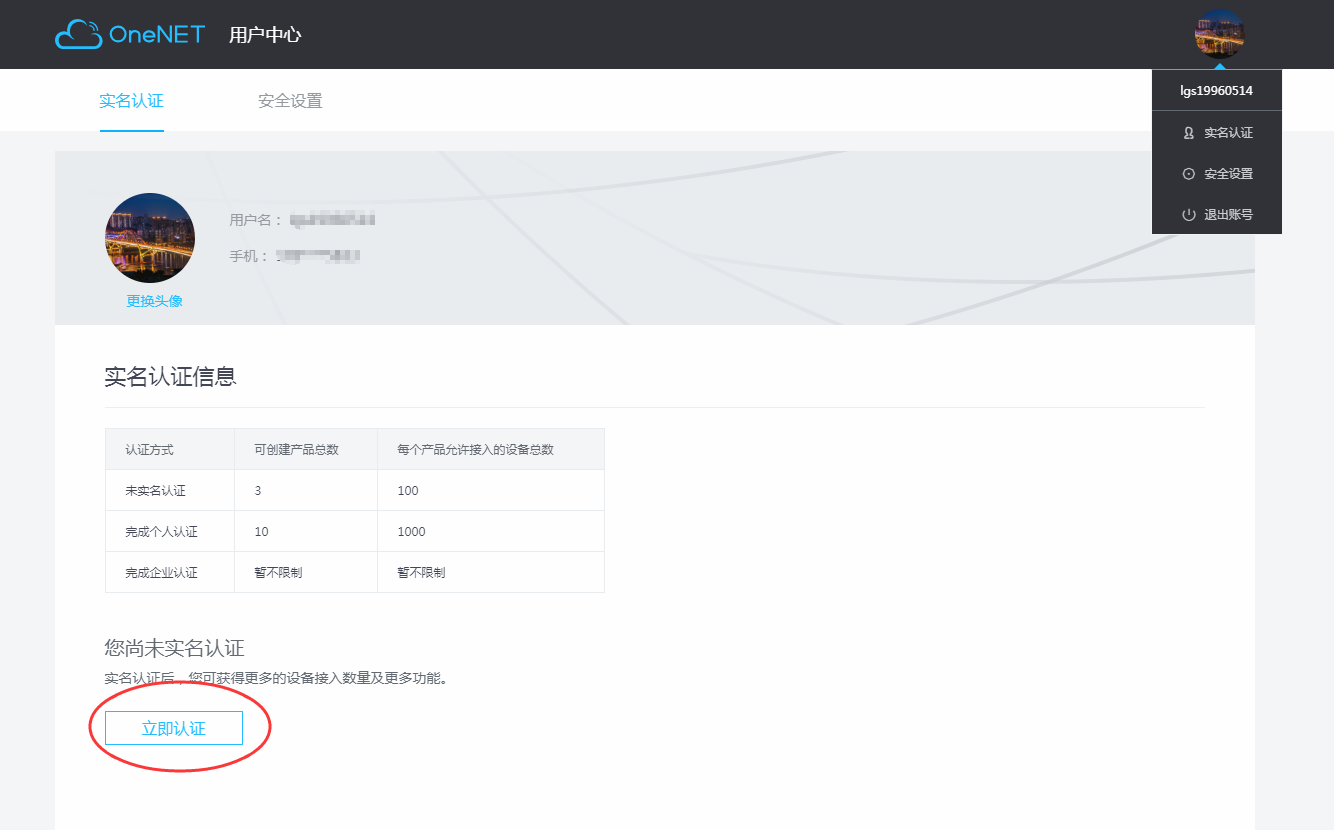 OneNET 用户中心
实名认证 安全设置
lgs19960514
实名认证
安全设置
退出账号
用户名：
手机：
更换头像
实名认证信息
认证方式 可创建产品总数 每个产品允许接入的设备总数
未实名认证 3 100
完成个人认证 10 1000
完成企业认证 暂不限制 暂不限制
您尚未实名认证
实名认证后，您可获得更多的设备接入数量及更多功能。
立即认证